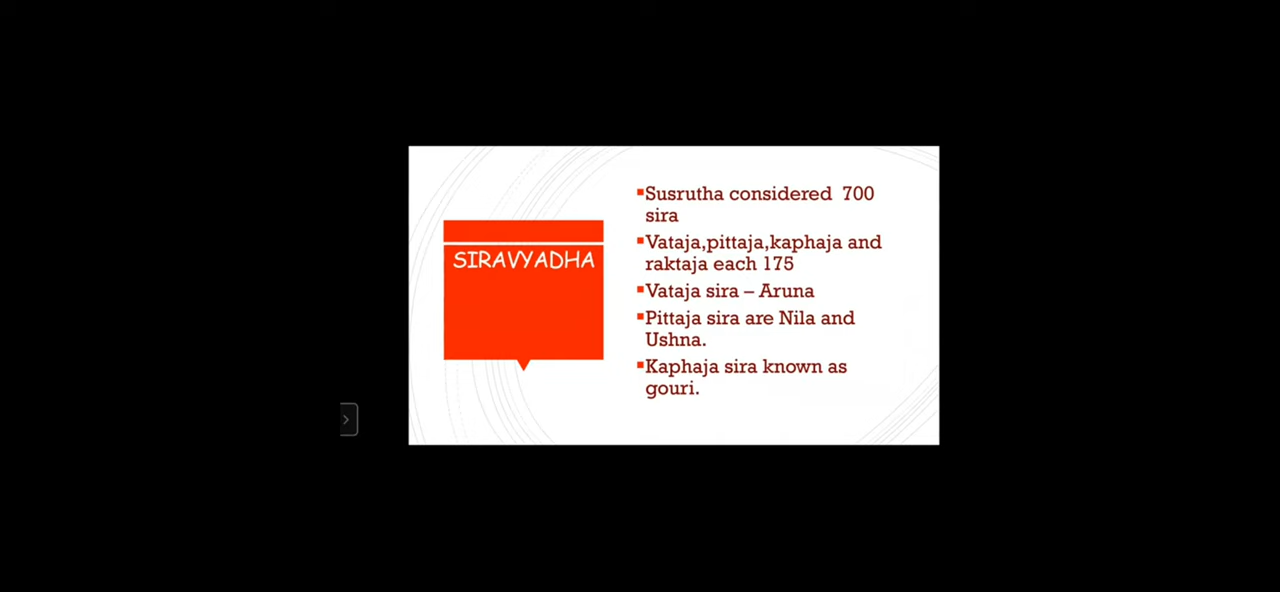 SIRAVYADHA
▪Susrutha considered  700
sira
▪Vataja,pittaja,kaphaja and
raktaja each 175
▪Vataja sira – Aruna
▪Pittaja sira are Nila and
Ushna.
▪Kaphaja sira known as
gouri.